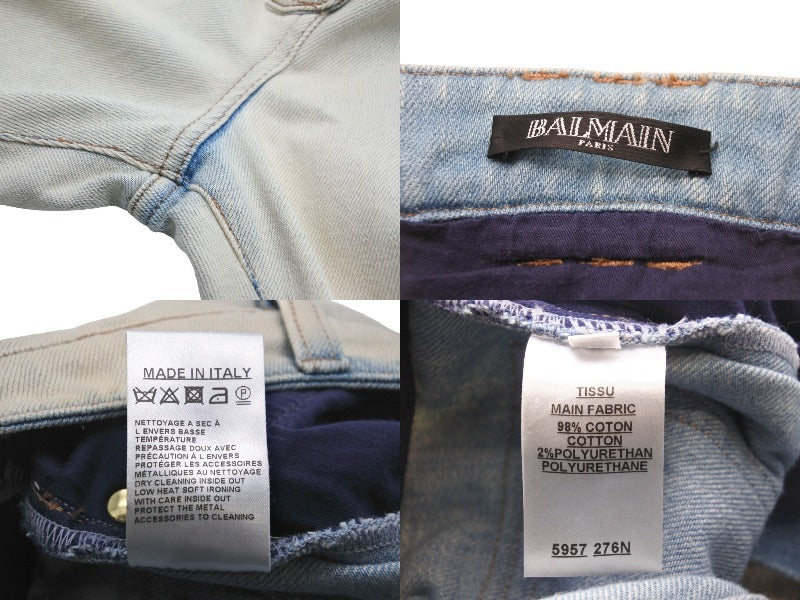 BALMAIN
PARIS
MADE IN ITALY
P
NETTOYAGE A SEC À
L ENVERS BASSE
TEMPÉRATURE
REPASSAGE DOUX AVEC
PRÉCAUTION À L ENVERS
PROTÉGER LES ACCESSOIRES
MÉTALLIQUES AU NETTOYAGE
DRY CLEANING INSIDE OUT
LOW HEAT SOFT IRONING
WITH CARE INSIDE OUT
PROTECT THE METAL
ACCESSORIES TO CLEANING
TISSU
MAIN FABRIC
98% COTON
COTTON
2%POLYURETHAN
POLYURETHANE
5957 276N